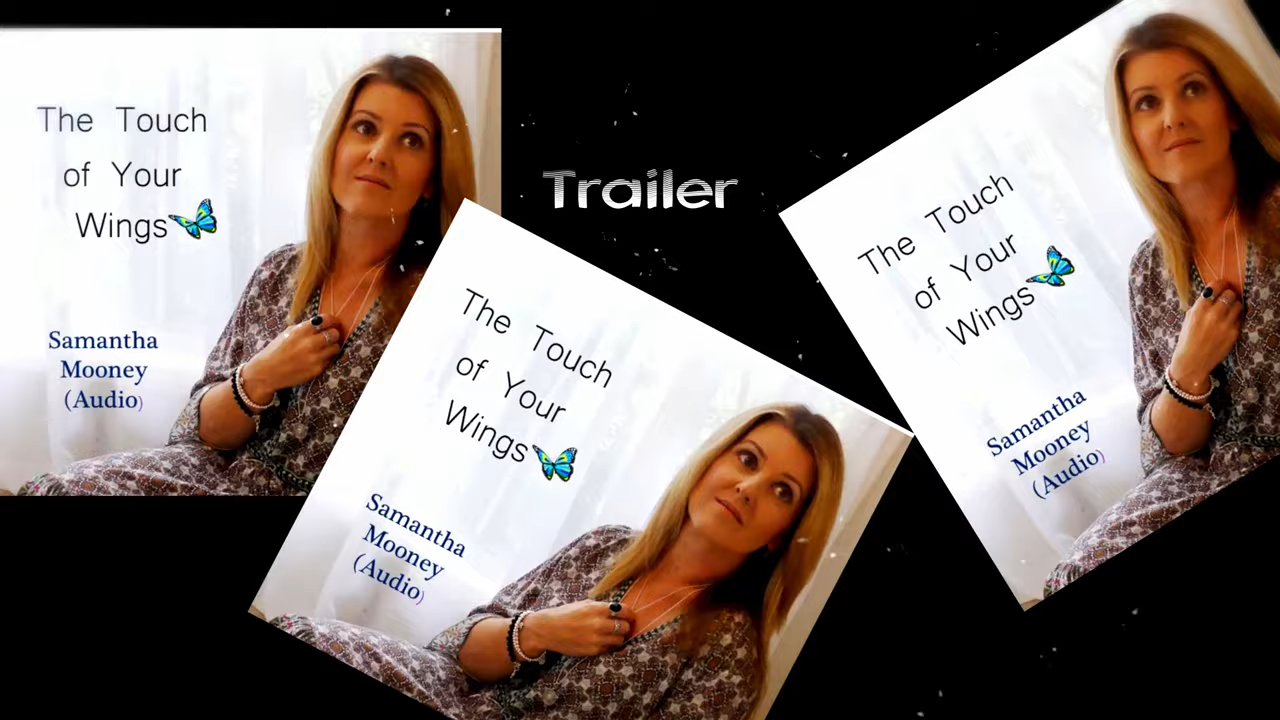 The Touch
of Your
Wings
Samantha
Mooney
(Audio)
Trailer
The Touch
of Your
Wings
Samantha
Mooney
(Audio)
The Touch
of Your
Wings
Samantha
Mooney
(Audio)